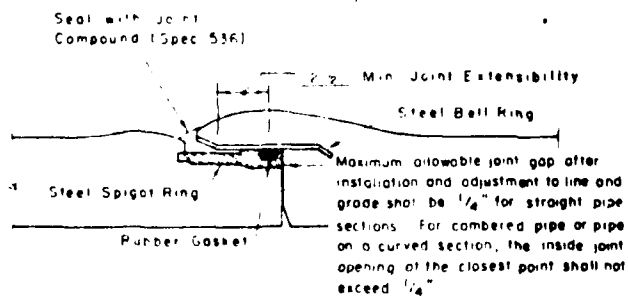 Seal with Joint
Compound (Spec 536)
Min Joint Extensibility
Steel Bell Ring
Maximum allowable joint gap after
installation and adjustment to line and
grade shal be 1/4" for straight pipe
sections. For cambered pipe or pipe
on a curved section, the inside joint
opening at the closest point shall not
exceed 1/4"
Steel Spigot Ring
Rubber Gasket